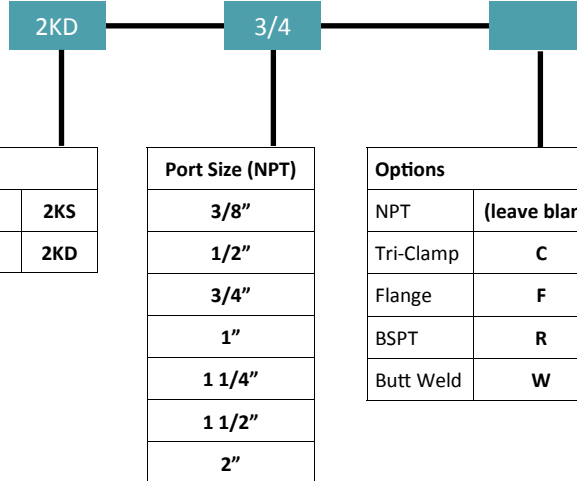 2KD 3/4
Port Size (NPT) Options
2KS 3/8” NPT
2KD 1/2” Tri-Clamp C
3/4” Flange F
1” BSPT R
1 1/4” Butt Weld W
1 1/2”
2”